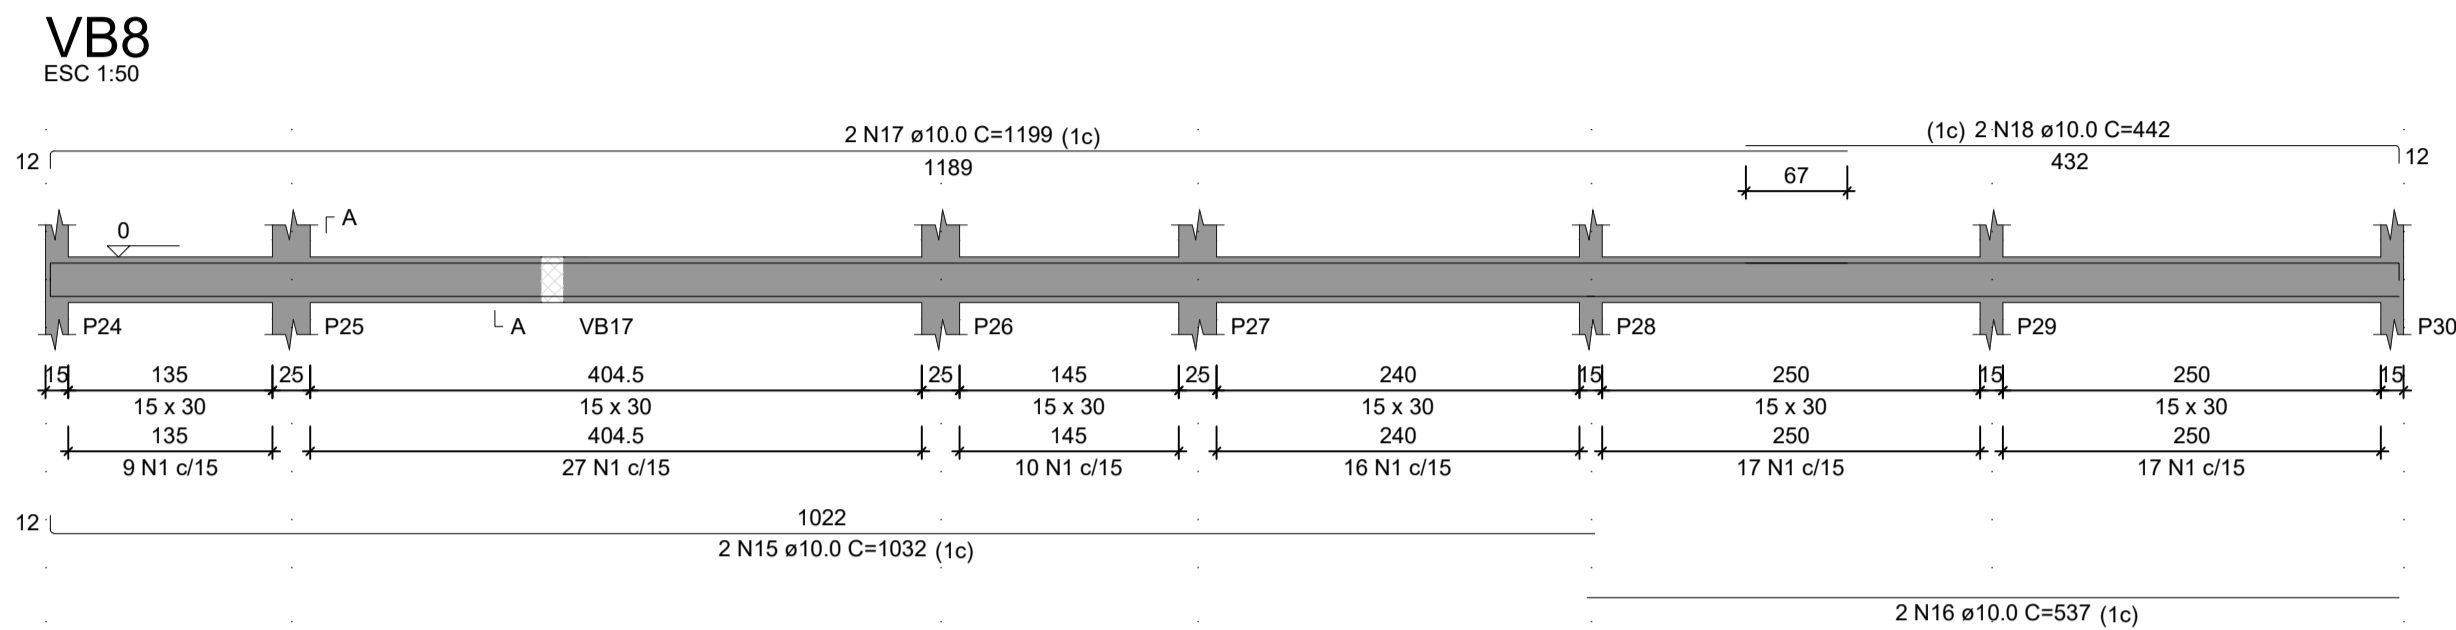 VB8
ESC 1:50
2 N17 ø10.0 C=1199 (1c)
(1c) 2 N18 ø10.0 C=442
12
1189
432
12
67
A
0
P24
P25
A
VB17
P26
P27
P28
P29
P30
15 135 25 404.5 25 145 25 240 15 250 15 250 15
15 x 30 15 x 30 15 x 30 15 x 30 15 x 30 15 x 30
135 404.5 145 240 250 250
9 N1 c/15 27 N1 c/15 10 N1 c/15 16 N1 c/15 17 N1 c/15 17 N1 c/15
12
1022
2 N15 ø10.0 C=1032 (1c)
2 N16 ø10.0 C=537 (1c)